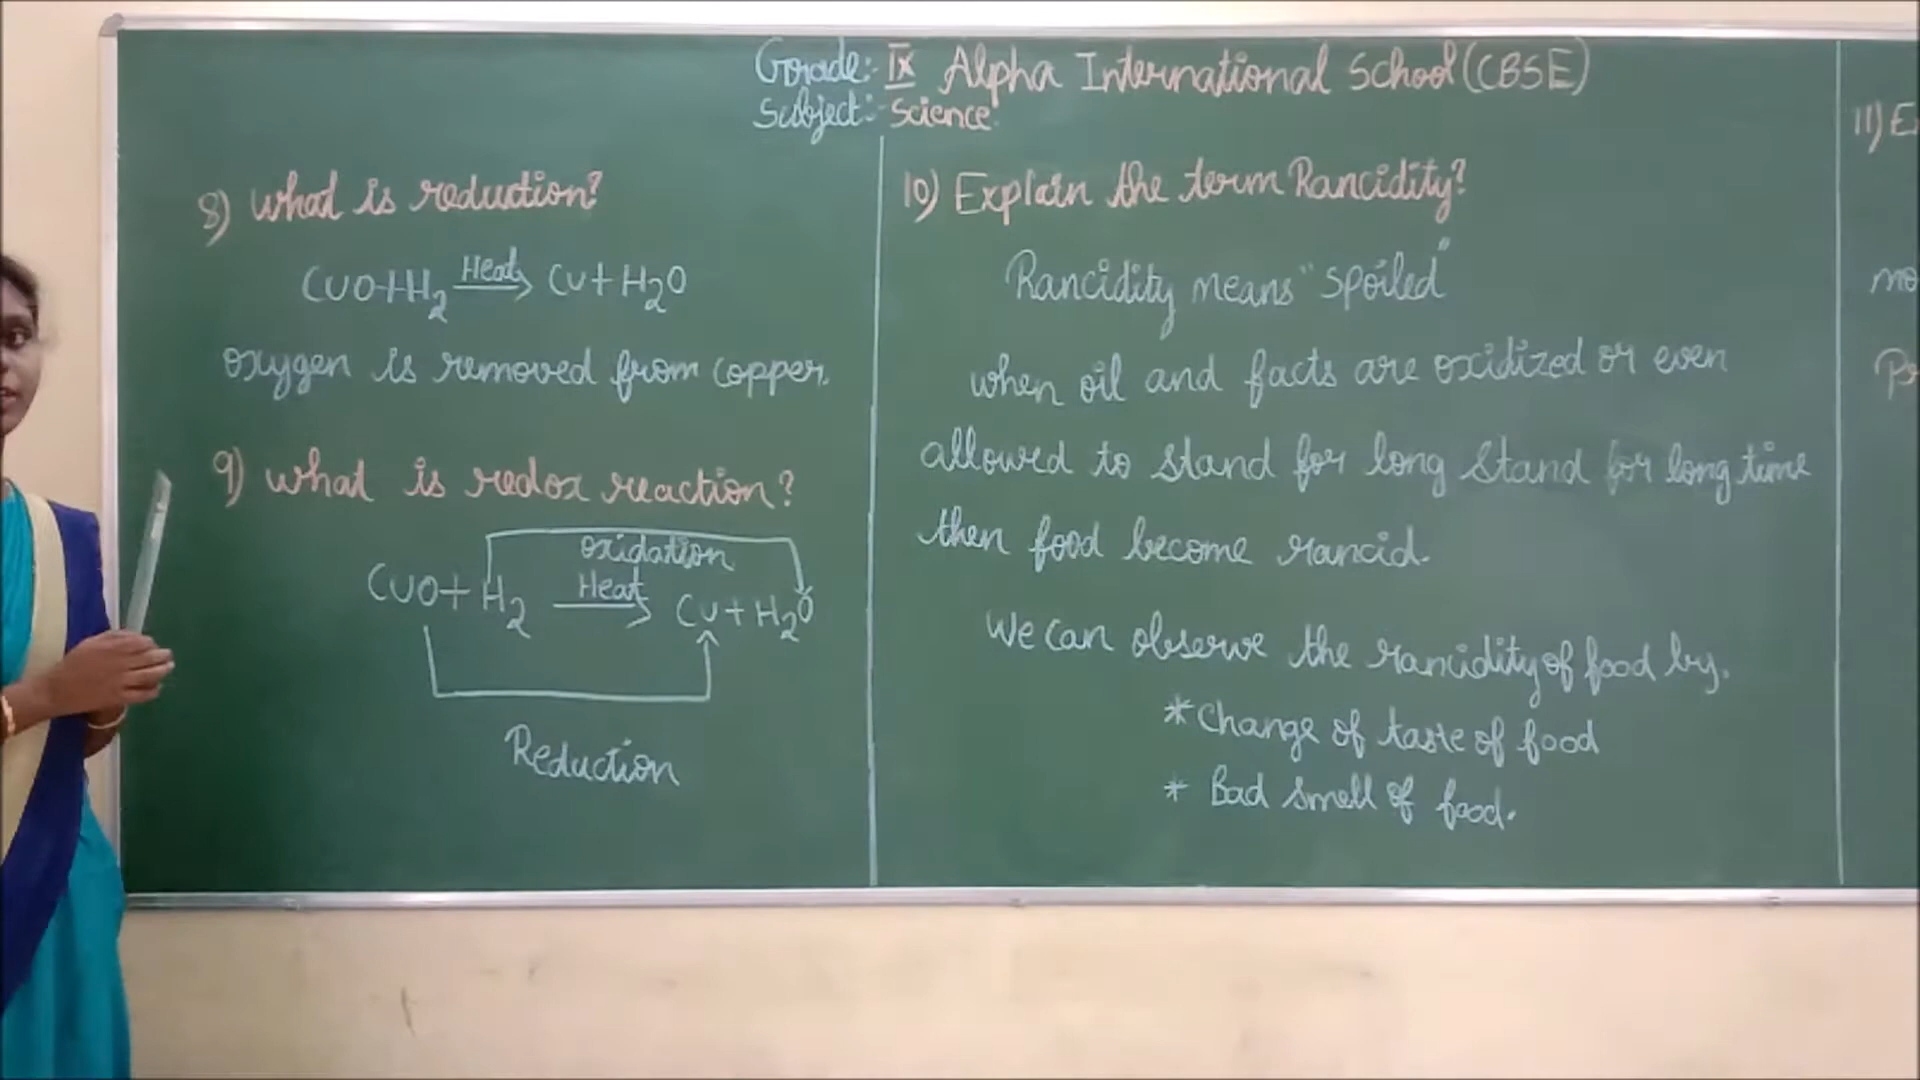 Grade:- IX Alpha International School (CBSE)
Subject:- Science
8) what is reduction?
CuO+H2 Heat→ Cu+H2O
oxygen is removed from copper.
9) what is redox reaction?
oxidation
CuO+H2 Heat→ Cu+H2O
Reduction
10) Explain the term Rancidity?
Rancidity means "spoiled"
when oil and facts are oxidized or even
allowed to stand for long stand for long time
then food become rancid.
We can observe the rancidity of food by.
* Change of taste of food
* Bad smell of food.
11) E
mo